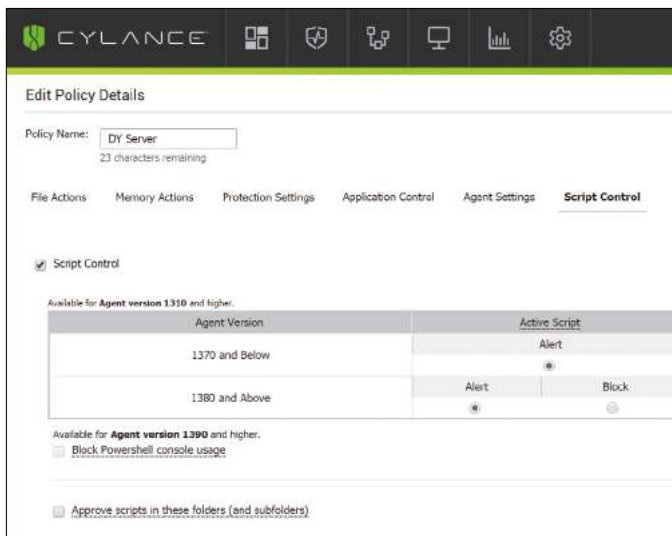 CYLANCE
Edit Policy Details
Policy Name: DY Server
23 characters remaining
File Actions Memory Actions Protection Settings Application Control Agent Settings Script Control
Script Control
Available for Agent version 1310 and higher.
Agent Version Active Script
1370 and Below Alert
1380 and Above Alert Block
Available for Agent version 1390 and higher.
Block Powershell console usage
Approve scripts in these folders (and subfolders)